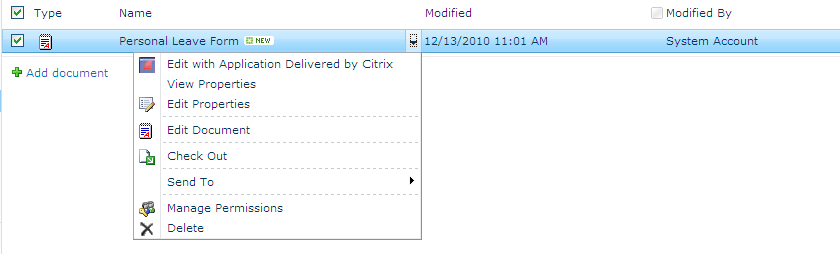 Type Name Modified Modified By
Personal Leave Form NEW 12/13/2010 11:01 AM System Account
Add document
Edit with Application Delivered by Citrix
View Properties
Edit Properties
Edit Document
Check Out
Send To
Manage Permissions
Delete